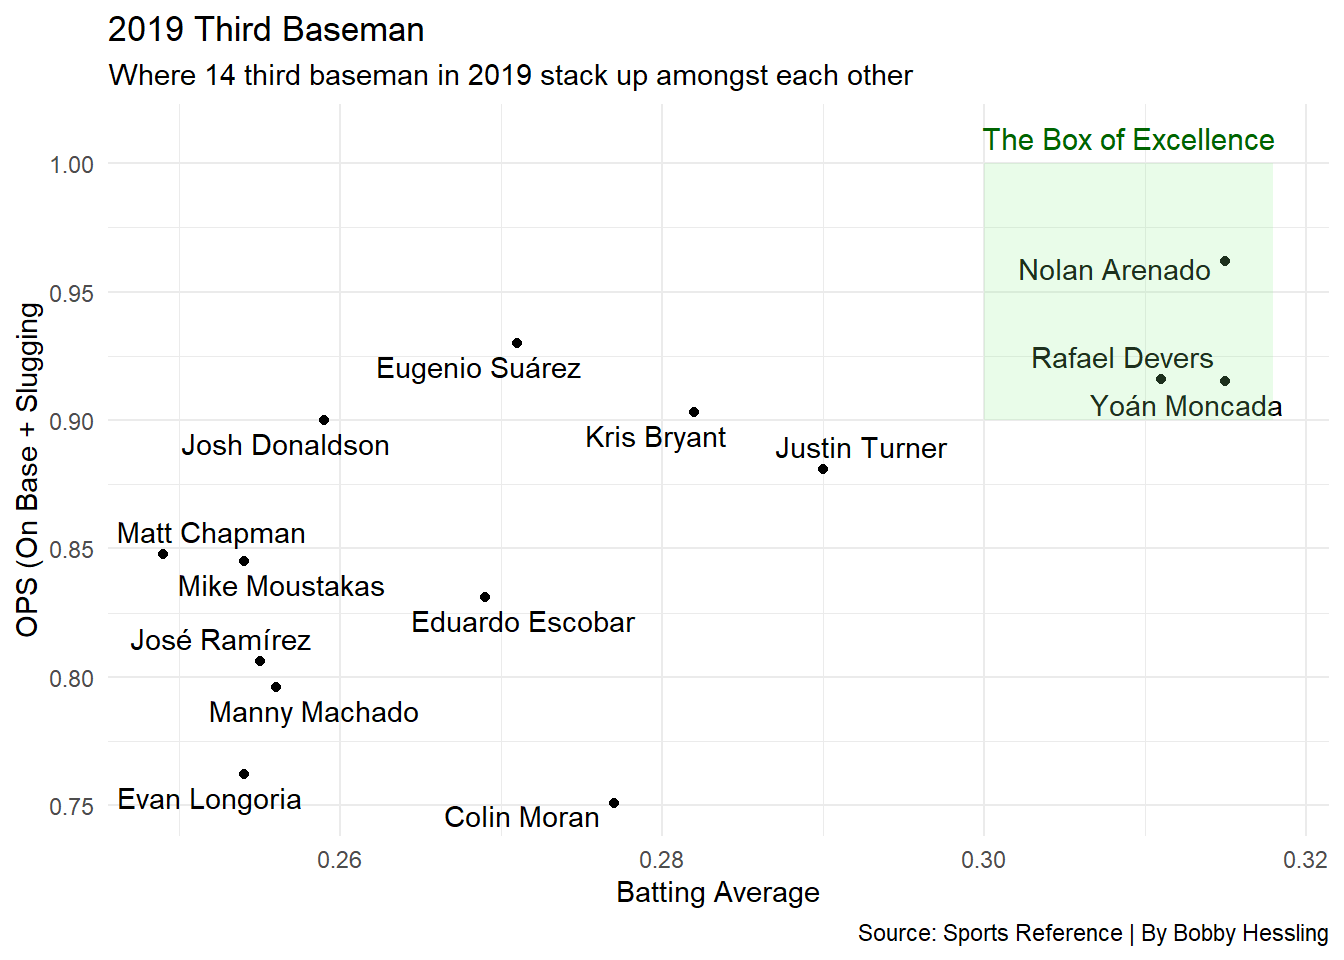 2019 Third Baseman
Where 14 third baseman in 2019 stack up amongst each other
The Box of Excellence
1.00
Nolan Arenado
0.95
Rafael Devers
Eugenio Suárez
Yoán Moncada
0.90
Kris Bryant
Josh Donaldson
Justin Turner
Matt Chapman
0.85
Mike Moustakas
Eduardo Escobar
José Ramírez
0.80
Manny Machado
Evan Longoria
0.75
Colin Moran
OPS (On Base + Slugging
0.26 0.28 0.30 0.32
Batting Average
Source: Sports Reference | By Bobby Hessling